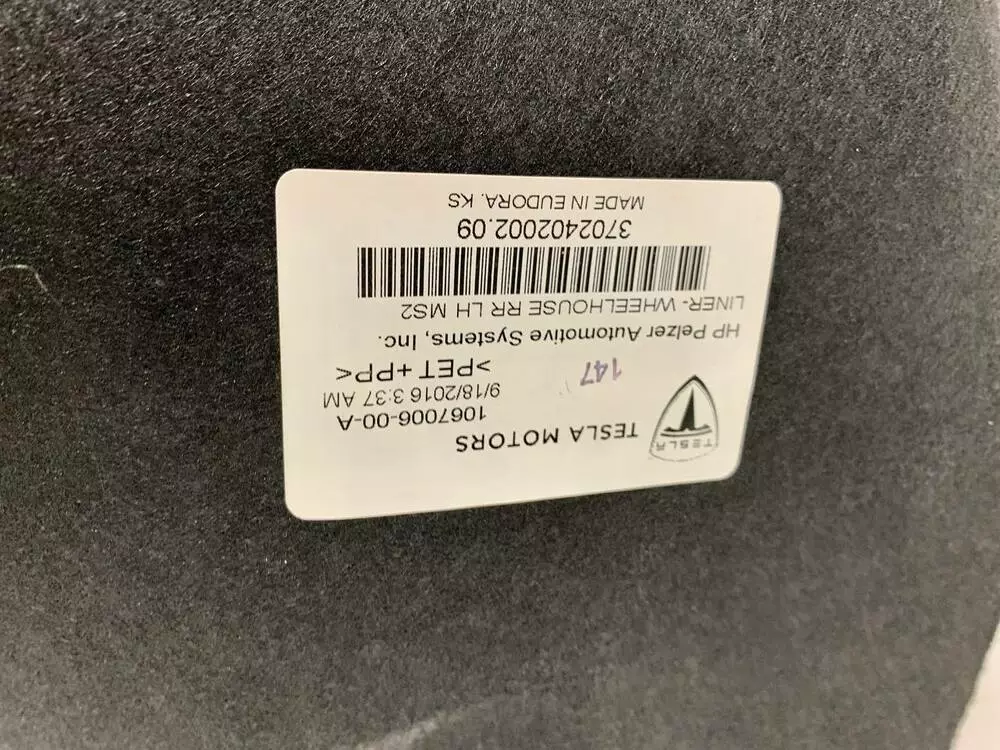 TESLA
TESLA MOTORS
1067006-00-A
9/18/2016 3:37 AM
147
>PET+PP<
HP Pelzer Automotive Systems, Inc.
LINER- WHEELHOUSE RR LH MS2
3702402002.09
MADE IN EUDORA. KS